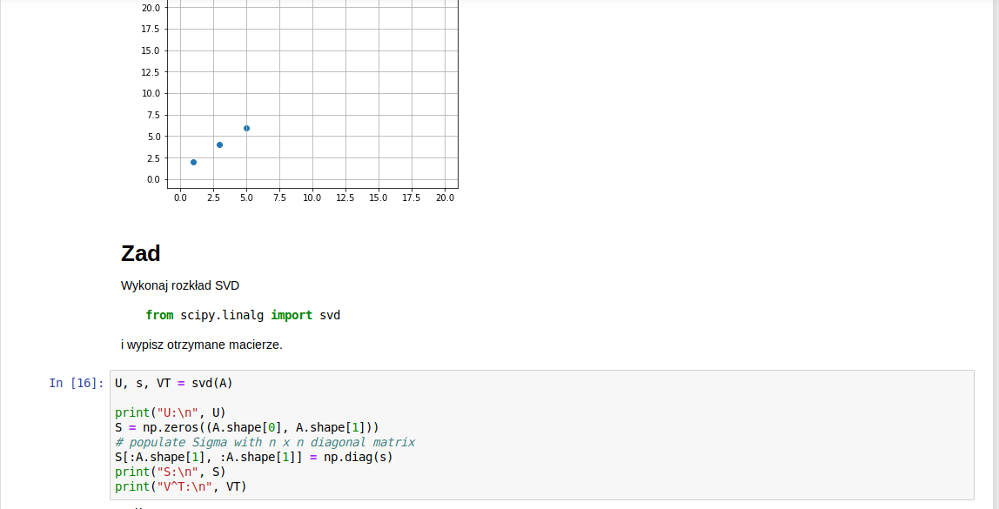 20.0
17.5
15.0
12.5
10.0
7.5
5.0
2.5
0.0
0.0 2.5 5.0 7.5 10.0 12.5 15.0 17.5 20.0
Zad
Wykonaj rozkład SVD
from scipy.linalg import svd
i wypisz otrzymane macierze.
In [16]: U, s, VT = svd(A)
print("U:\n", U)
S = np.zeros((A.shape[0], A.shape[1]))
# populate Sigma with n x n diagonal matrix
S[:A.shape[1], :A.shape[1]] = np.diag(s)
print("S:\n", S)
print("V^T:\n", VT)